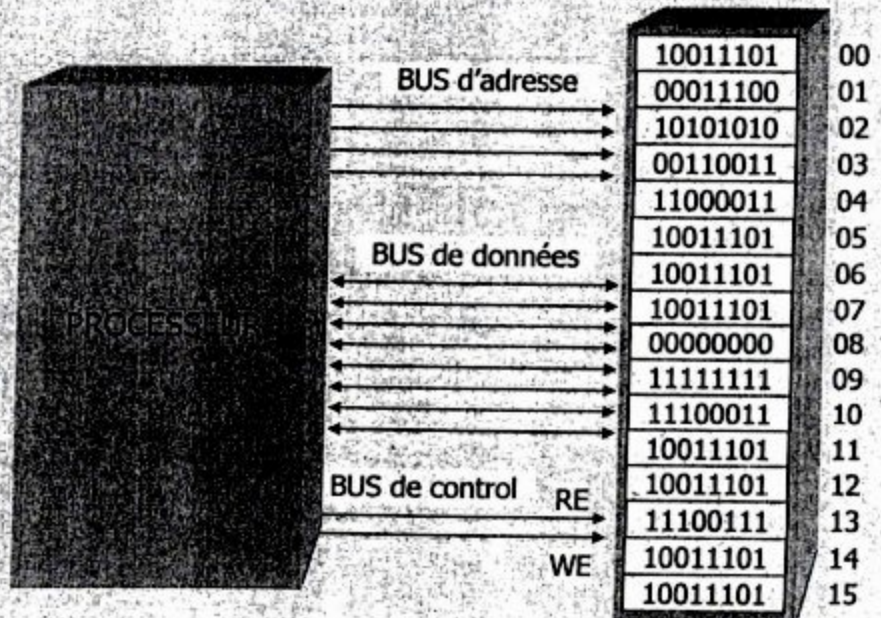 BUS d'adresse
BUS de données
PROCESSEUR
BUS de control
RE
WE
10011101 00
00011100 01
10101010 02
00110011 03
11000011 04
10011101 05
10011101 06
10011101 07
00000000 08
11111111 09
11100011 10
10011101 11
10011101 12
11100111 13
10011101 14
10011101 15